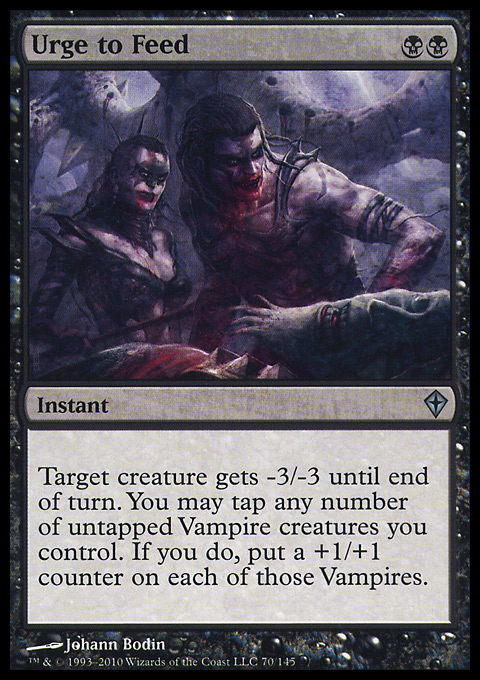 Urge to Feed
Instant
Target creature gets -3/-3 until end
of turn. You may tap any number
of untapped Vampire creatures you
control. If you do, put a +1/+1
counter on each of those Vampires.
Johann Bodin
™ & © 1993–2010 Wizards of the Coast LLC 70/145